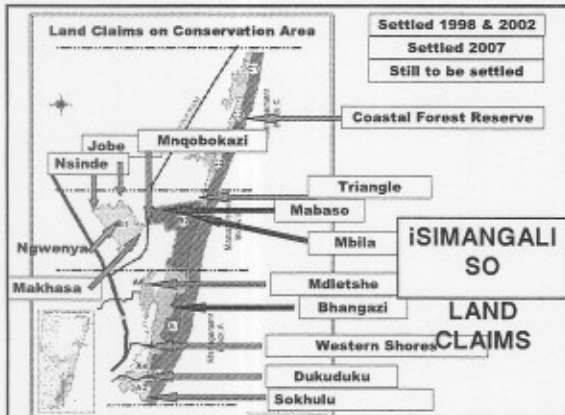 Land Claims on Conservation Area
Settled 1998 & 2002
Settled 2007
Still to be settled
Coastal Forest Reserve
Mnqobokazi
Jobe
Nsinde
Triangle
Mabaso
Mbila
Ngwenya
Makhasa
Mdletshe
Bhangazi
Western Shores
Dukuduku
Sokhulu
iSIMANGALI
SO
LAND
CLAIMS